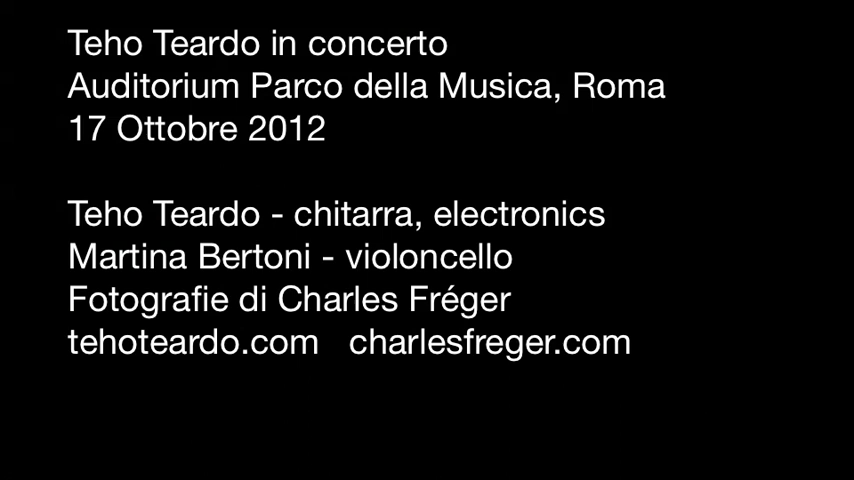 Teho Teardo in concerto
Auditorium Parco della Musica, Roma
17 Ottobre 2012
Teho Teardo - chitarra, electronics
Martina Bertoni - violoncello
Fotografie di Charles Fréger
tehoteardo.com charlesfreger.com